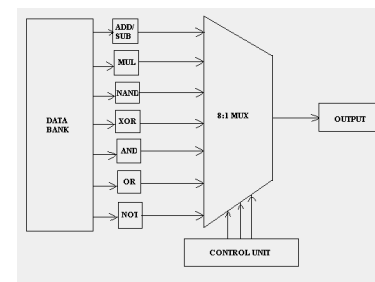 ADD/
SUB
MUL
NAND
XOR
AND
OR
NOT
DATA
BANK
8:1 MUX
OUTPUT
CONTROL UNIT